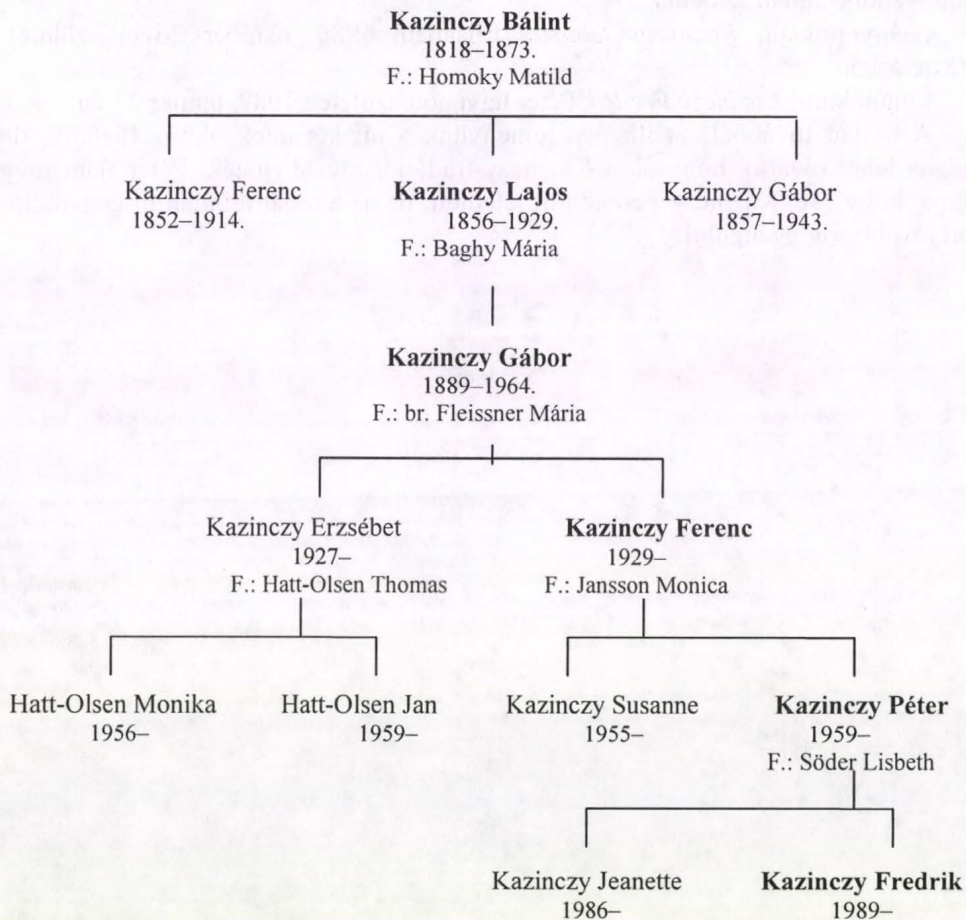 Kazinczy Bálint
1818–1873.
F.: Homoky Matild
Kazinczy Ferenc
1852–1914.
Kazinczy Lajos
1856–1929.
F.: Baghy Mária
Kazinczy Gábor
1857–1943.
Kazinczy Gábor
1889–1964.
F.: br. Fleissner Mária
Kazinczy Erzsébet
1927–
F.: Hatt-Olsen Thomas
Kazinczy Ferenc
1929–
F.: Jansson Monica
Hatt-Olsen Monika
1956–
Hatt-Olsen Jan
1959–
Kazinczy Susanne
1955–
Kazinczy Péter
1959–
F.: Söder Lisbeth
Kazinczy Jeanette
1986–
Kazinczy Fredrik
1989–